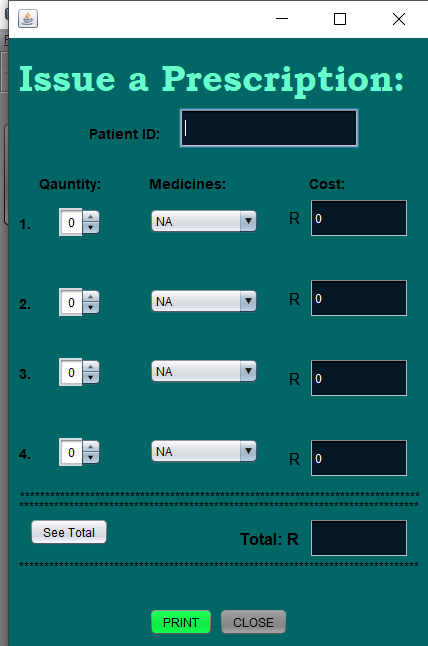 Issue a Prescription:
Patient ID:
Qauntity: Medicines: Cost:
1. 0 NA R 0
2. 0 NA R 0
3. 0 NA R 0
4. 0 NA R 0
********************************************************************************
********************************************************************************
See Total Total: R
********************************************************************************
PRINT CLOSE